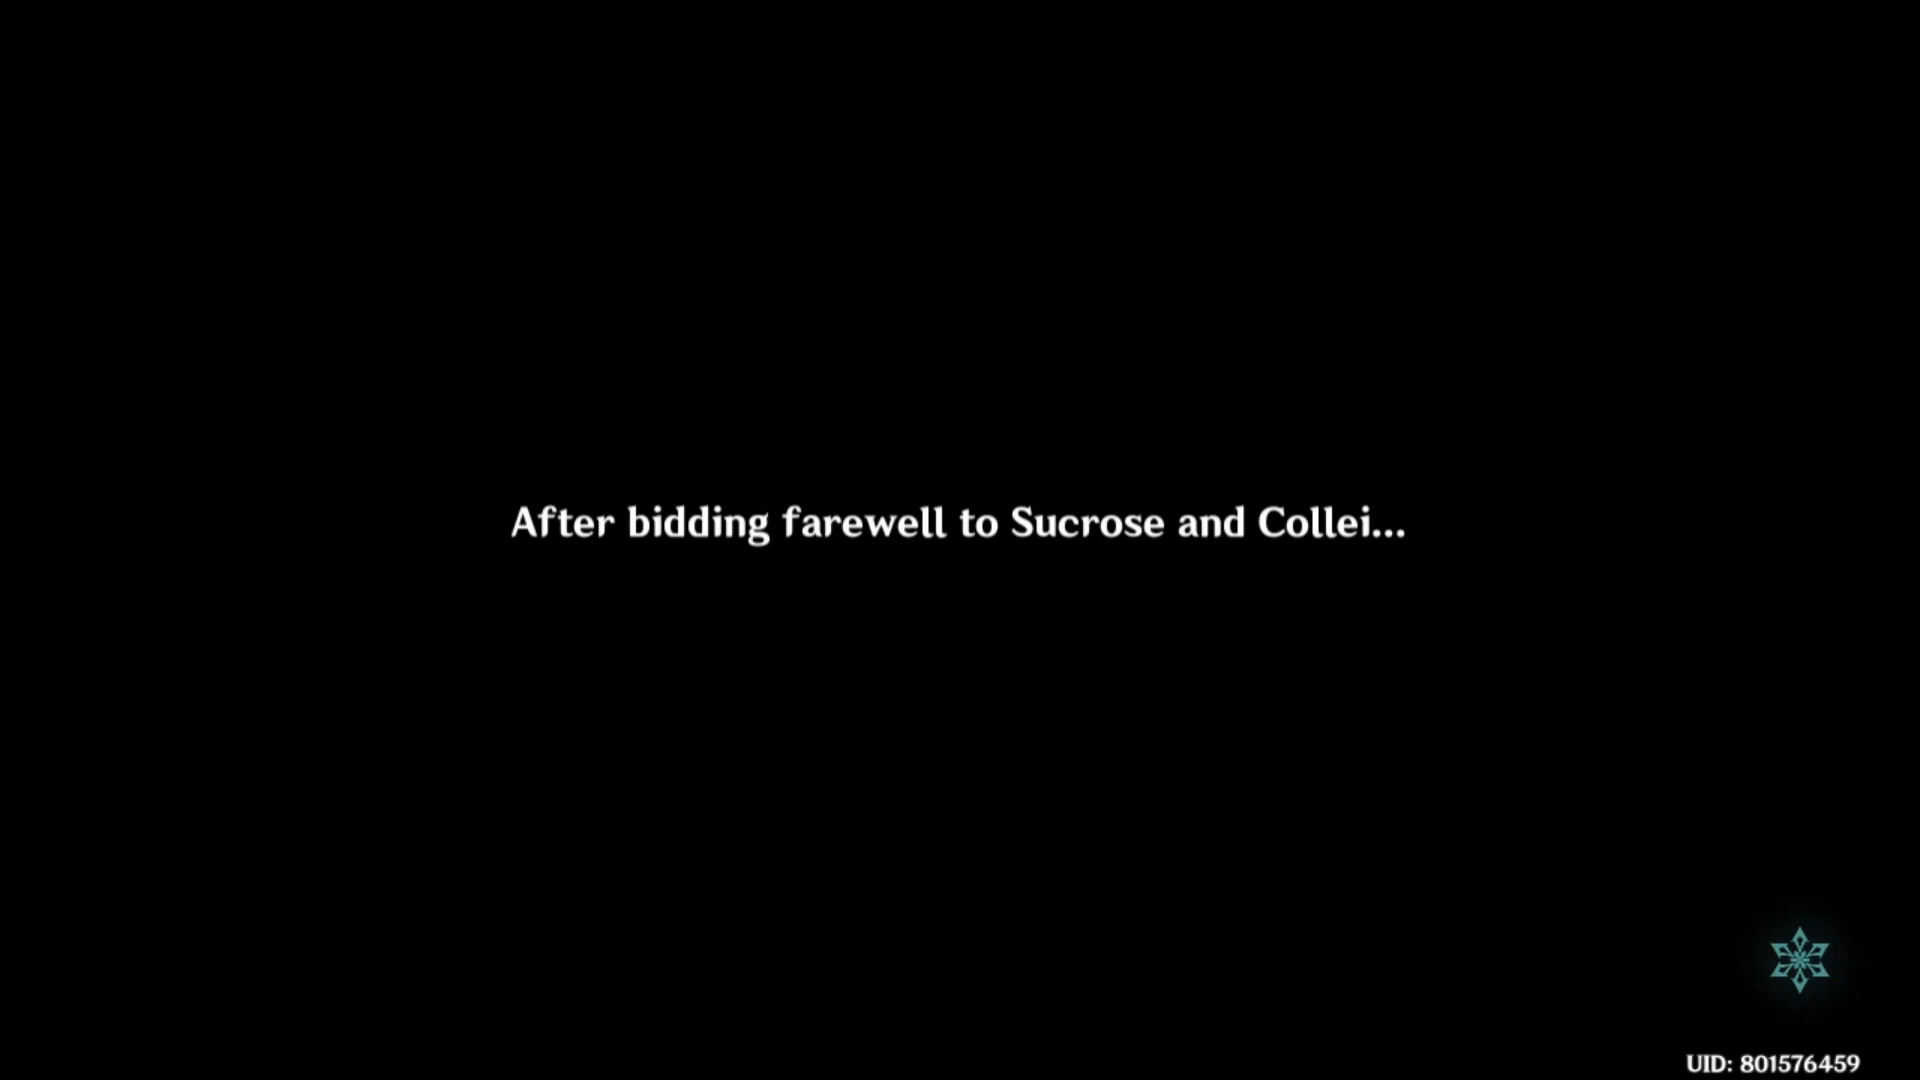 After bidding farewell to Sucrose and Collei...
UID: 801576459